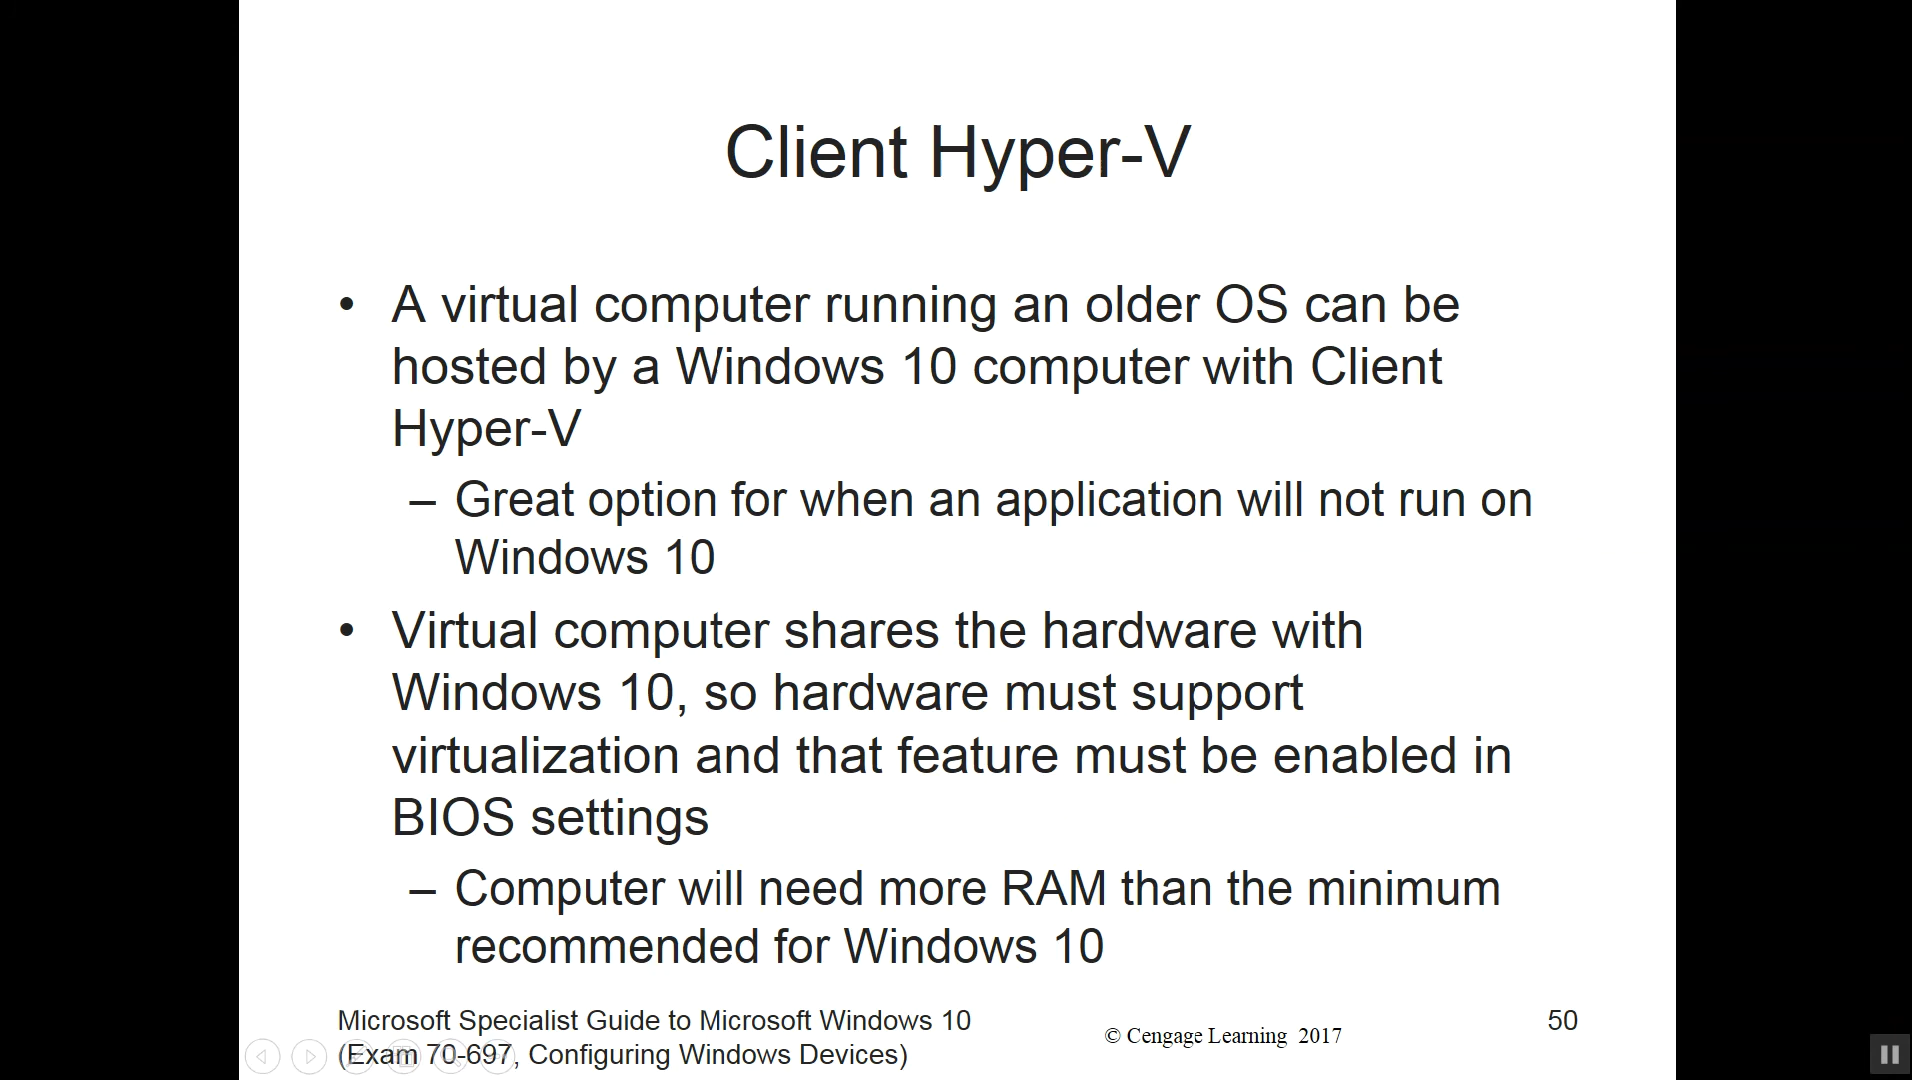 Client Hyper-V
• A virtual computer running an older OS can be
hosted by a Windows 10 computer with Client
Hyper-V
– Great option for when an application will not run on
Windows 10
• Virtual computer shares the hardware with
Windows 10, so hardware must support
virtualization and that feature must be enabled in
BIOS settings
– Computer will need more RAM than the minimum
recommended for Windows 10
Microsoft Specialist Guide to Microsoft Windows 10
(Exam 70-697, Configuring Windows Devices)
© Cengage Learning 2017
50